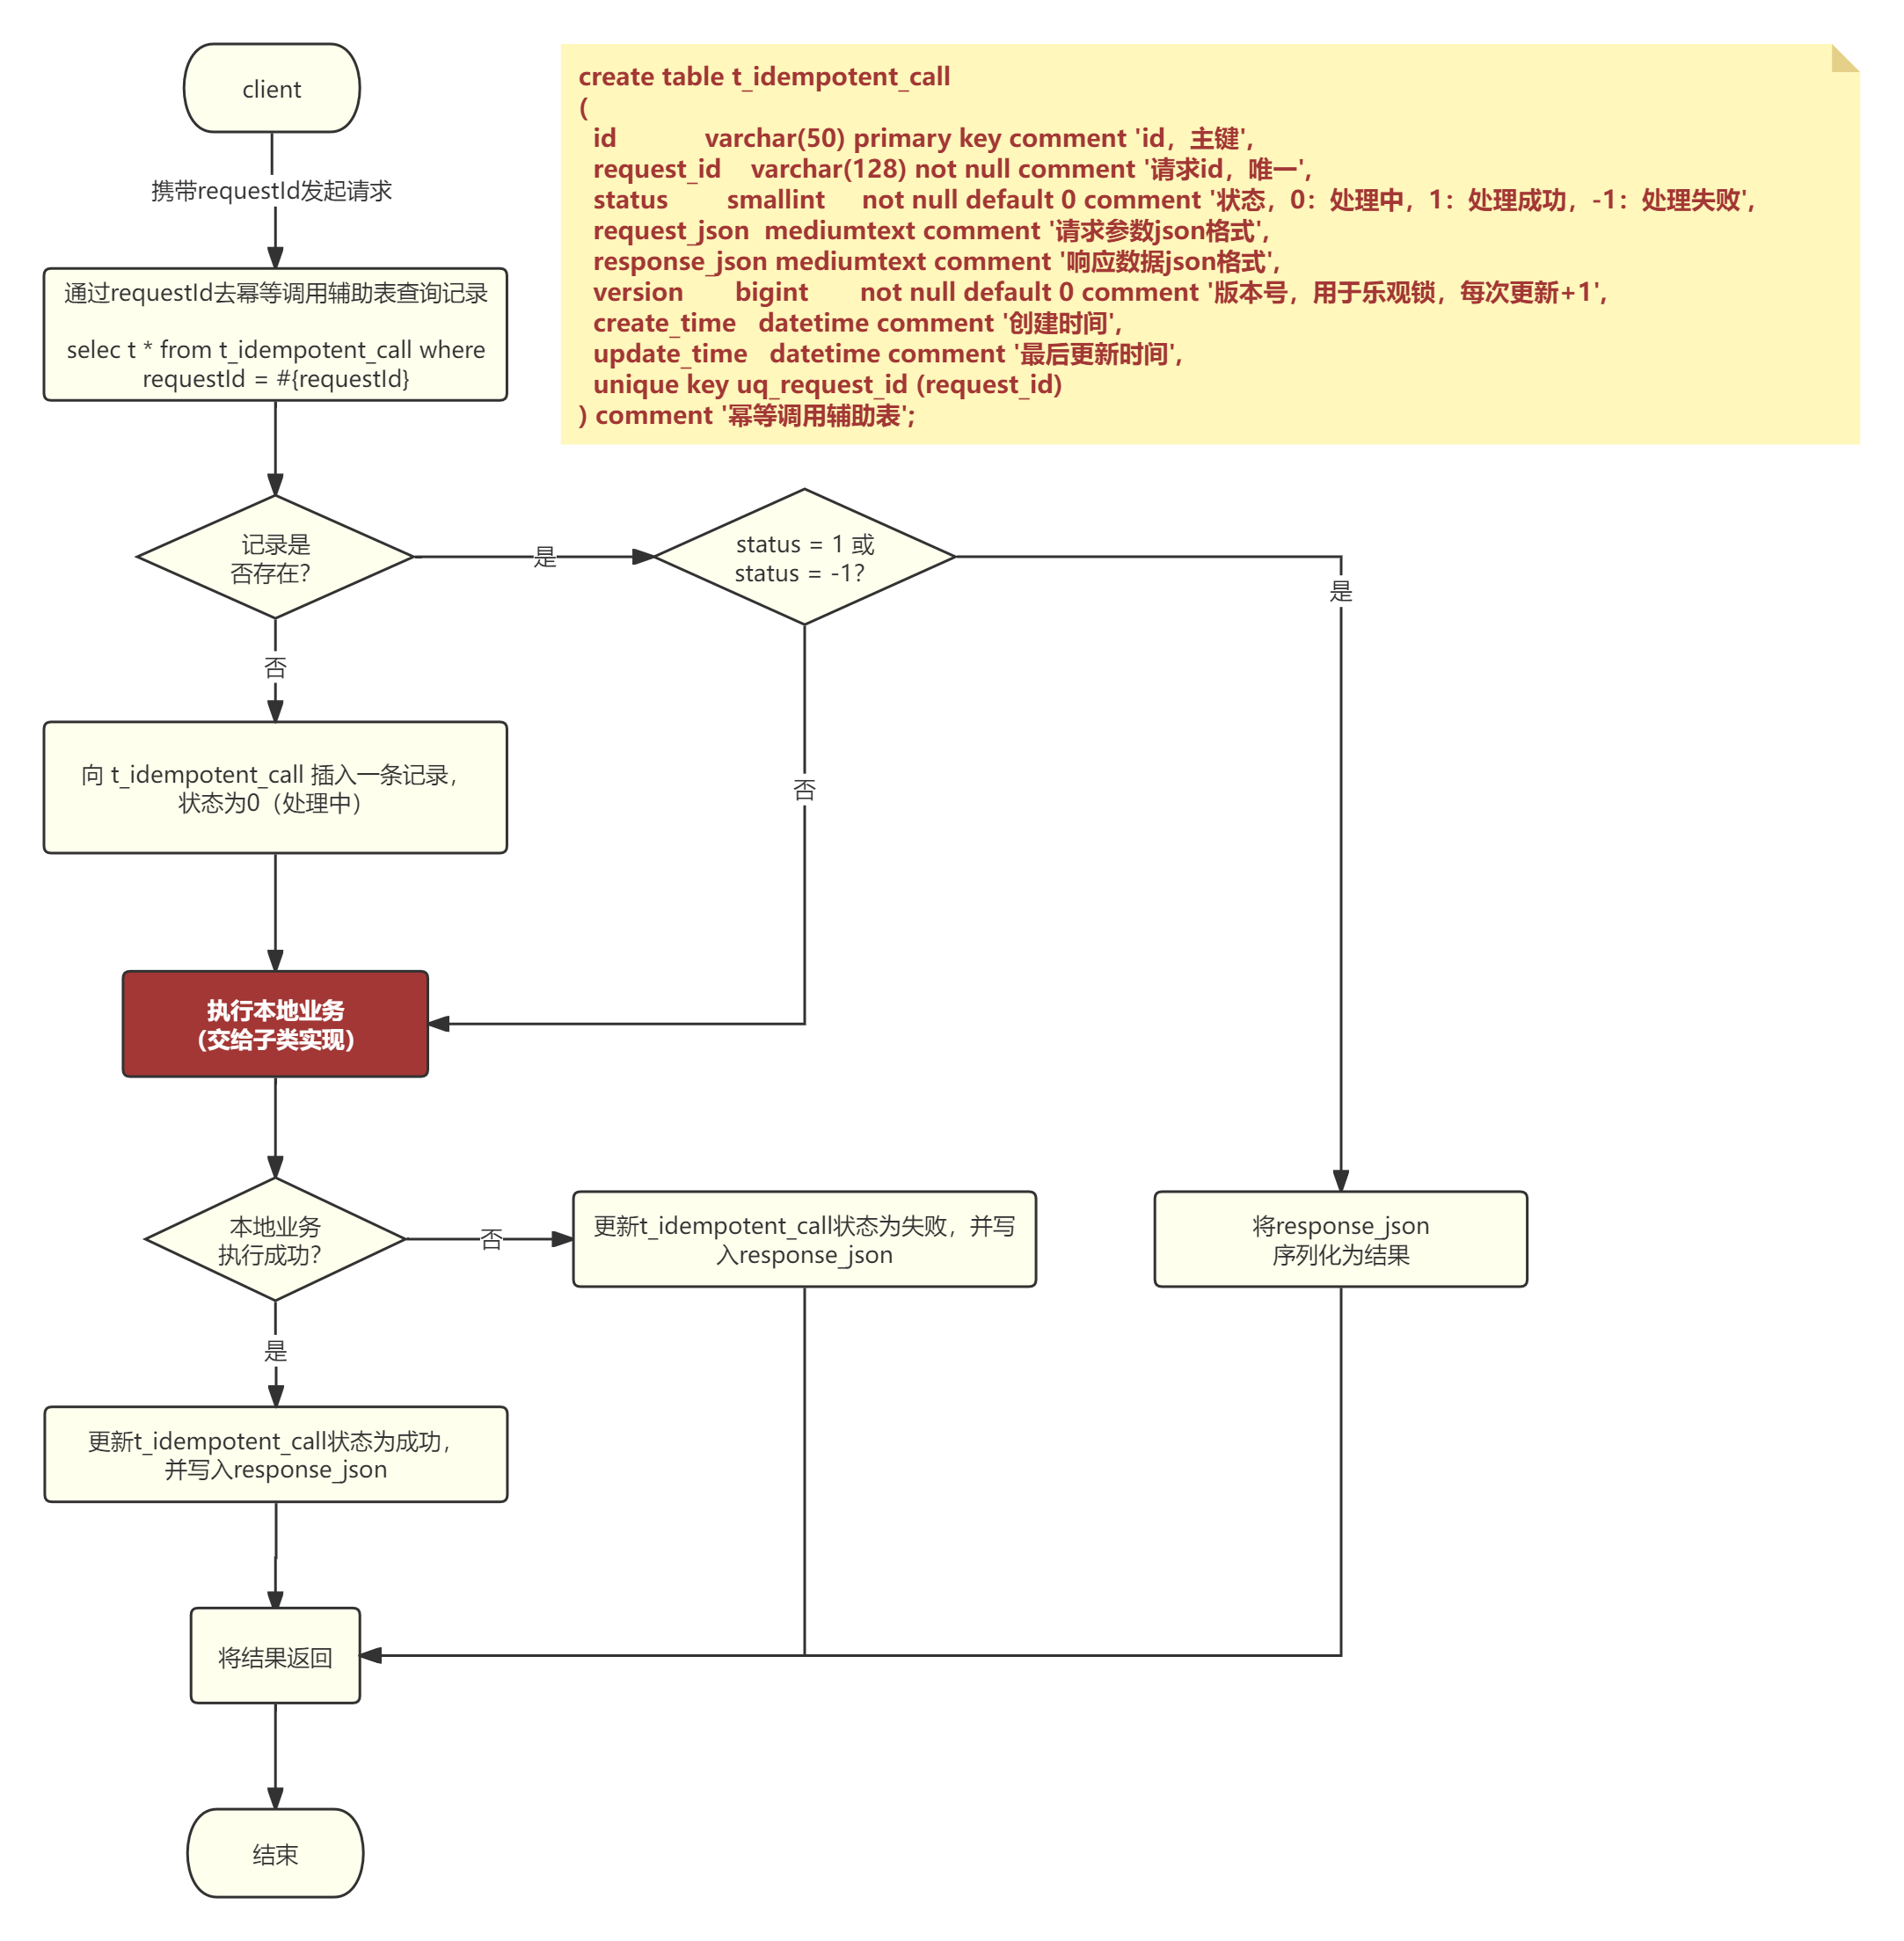 client
携带requestId发起请求
通过requestId去幂等调用辅助表查询记录
selec t * from t_idempotent_call where
requestId = #{requestId}
create table t_idempotent_call
(
id varchar(50) primary key comment 'id，主键',
request_id varchar(128) not null comment '请求id，唯一',
status smallint not null default 0 comment '状态，0：处理中，1：处理成功，-1：处理失败',
request_json mediumtext comment '请求参数json格式',
response_json mediumtext comment '响应数据json格式',
version bigint not null default 0 comment '版本号，用于乐观锁，每次更新+1',
create_time datetime comment '创建时间',
update_time datetime comment '最后更新时间',
unique key uq_request_id (request_id)
) comment '幂等调用辅助表';
记录是
否存在？
是
status = 1 或
status = -1？
是
否
向 t_idempotent_call 插入一条记录，
状态为0（处理中）
否
执行本地业务
（交给子类实现）
本地业务
执行成功？
否
更新t_idempotent_call状态为失败，并写
入response_json
将response_json
序列化为结果
是
更新t_idempotent_call状态为成功，
并写入response_json
将结果返回
结束